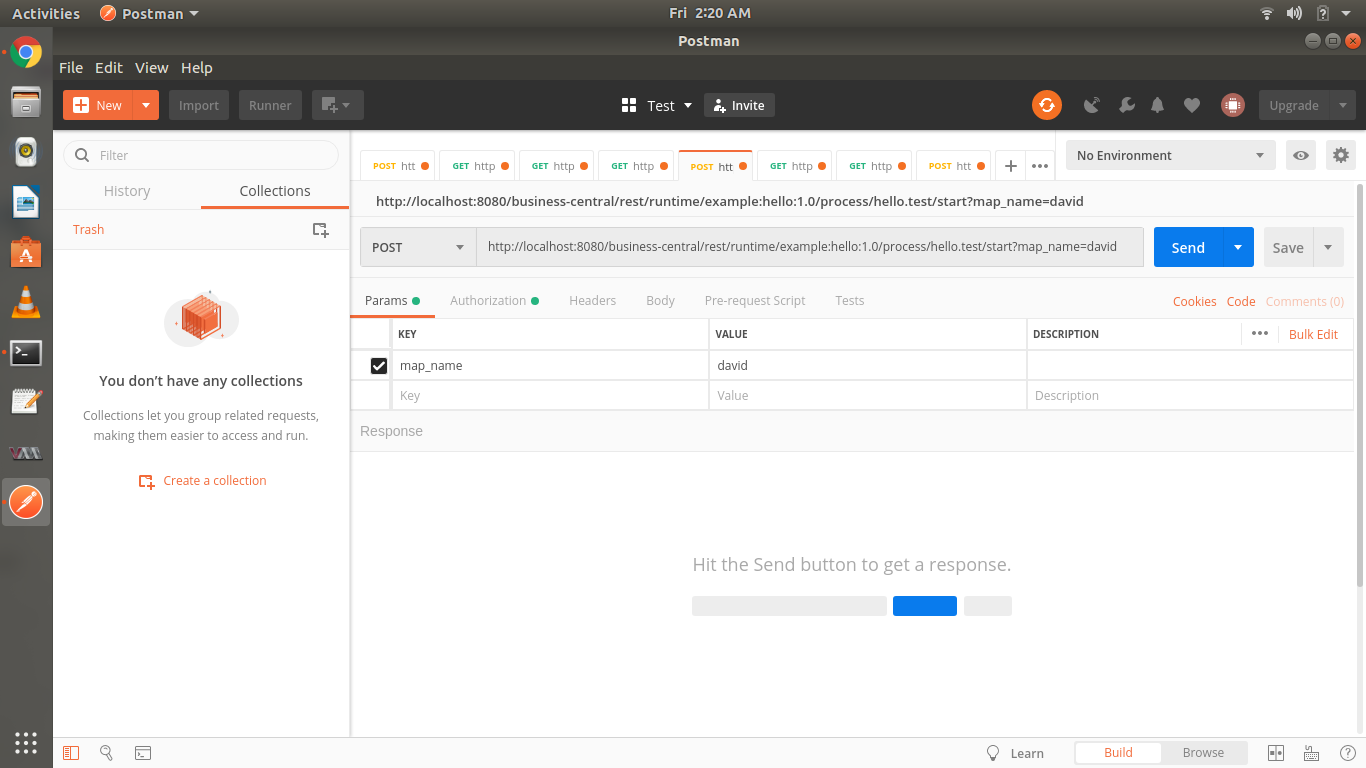 Activities Postman Fri 2:20 AM
Postman
File Edit View Help
New Import Runner Test Invite Upgrade
Filter
History Collections
Trash
You don't have any collections
Collections let you group related requests,
making them easier to access and run.
Create a collection
POST htt GET http GET http GET http POST htt GET http GET http POST htt
No Environment
http://localhost:8080/business-central/rest/runtime/example:hello:1.0/process/hello.test/start?map_name=david
POST http://localhost:8080/business-central/rest/runtime/example:hello:1.0/process/hello.test/start?map_name=david Send Save
Params Authorization Headers Body Pre-request Script Tests Cookies Code Comments (0)
KEY VALUE DESCRIPTION Bulk Edit
map_name david
Key Value Description
Response
Hit the Send button to get a response.
Learn Build Browse